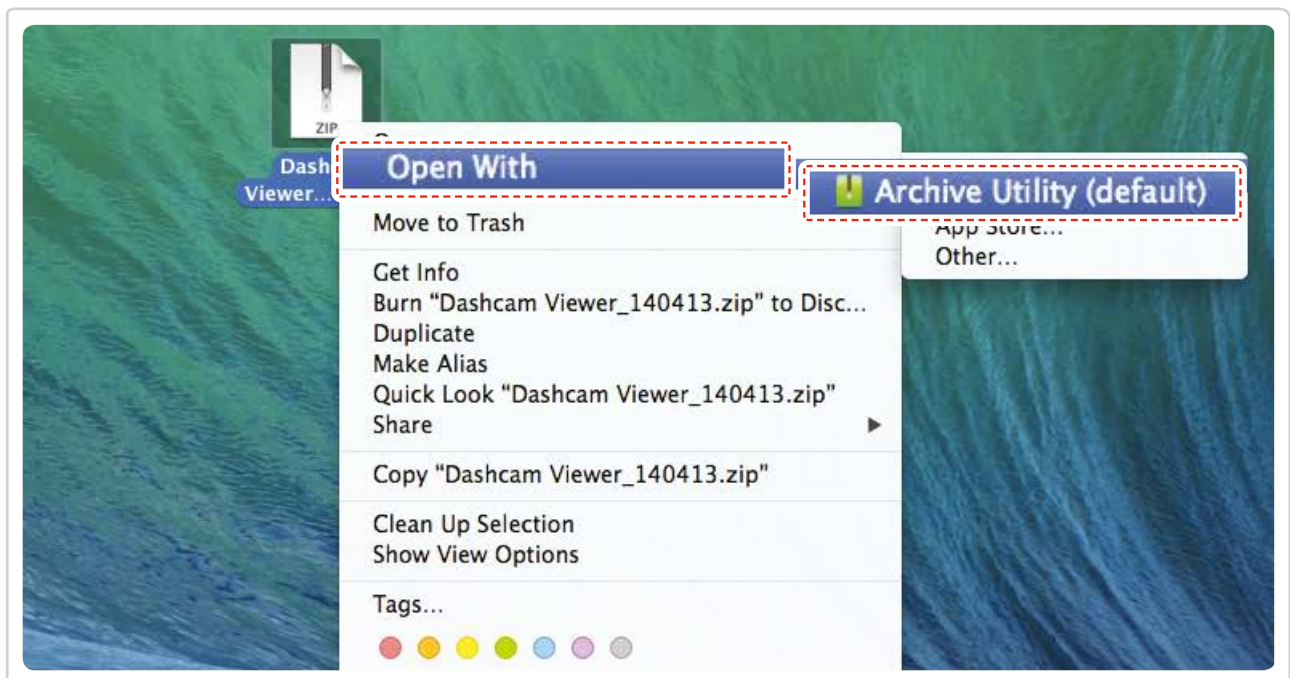 ZIP
Dash
Viewer...
Open With
Archive Utility (default)
App Store...
Other...
Move to Trash
Get Info
Burn “Dashcam Viewer_140413.zip” to Disc...
Duplicate
Make Alias
Quick Look “Dashcam Viewer_140413.zip”
Share
Copy “Dashcam Viewer_140413.zip”
Clean Up Selection
Show View Options
Tags...